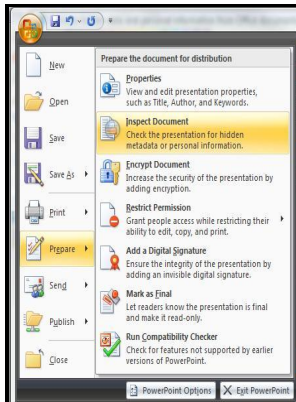 New
Open
Save
Save As
Print
Prepare
Send
Publish
Close
Prepare the document for distribution
Properties
View and edit presentation properties,
such as Title, Author, and Keywords.
Inspect Document
Check the presentation for hidden
metadata or personal information.
Encrypt Document
Increase the security of the presentation by
adding encryption.
Restrict Permission
Grant people access while restricting their
ability to edit, copy, and print.
Add a Digital Signature
Ensure the integrity of the presentation by
adding an invisible digital signature.
Mark as Final
Let readers know the presentation is final
and make it read-only.
Run Compatibility Checker
Check for features not supported by earlier
versions of PowerPoint.
PowerPoint Options
Exit PowerPoint